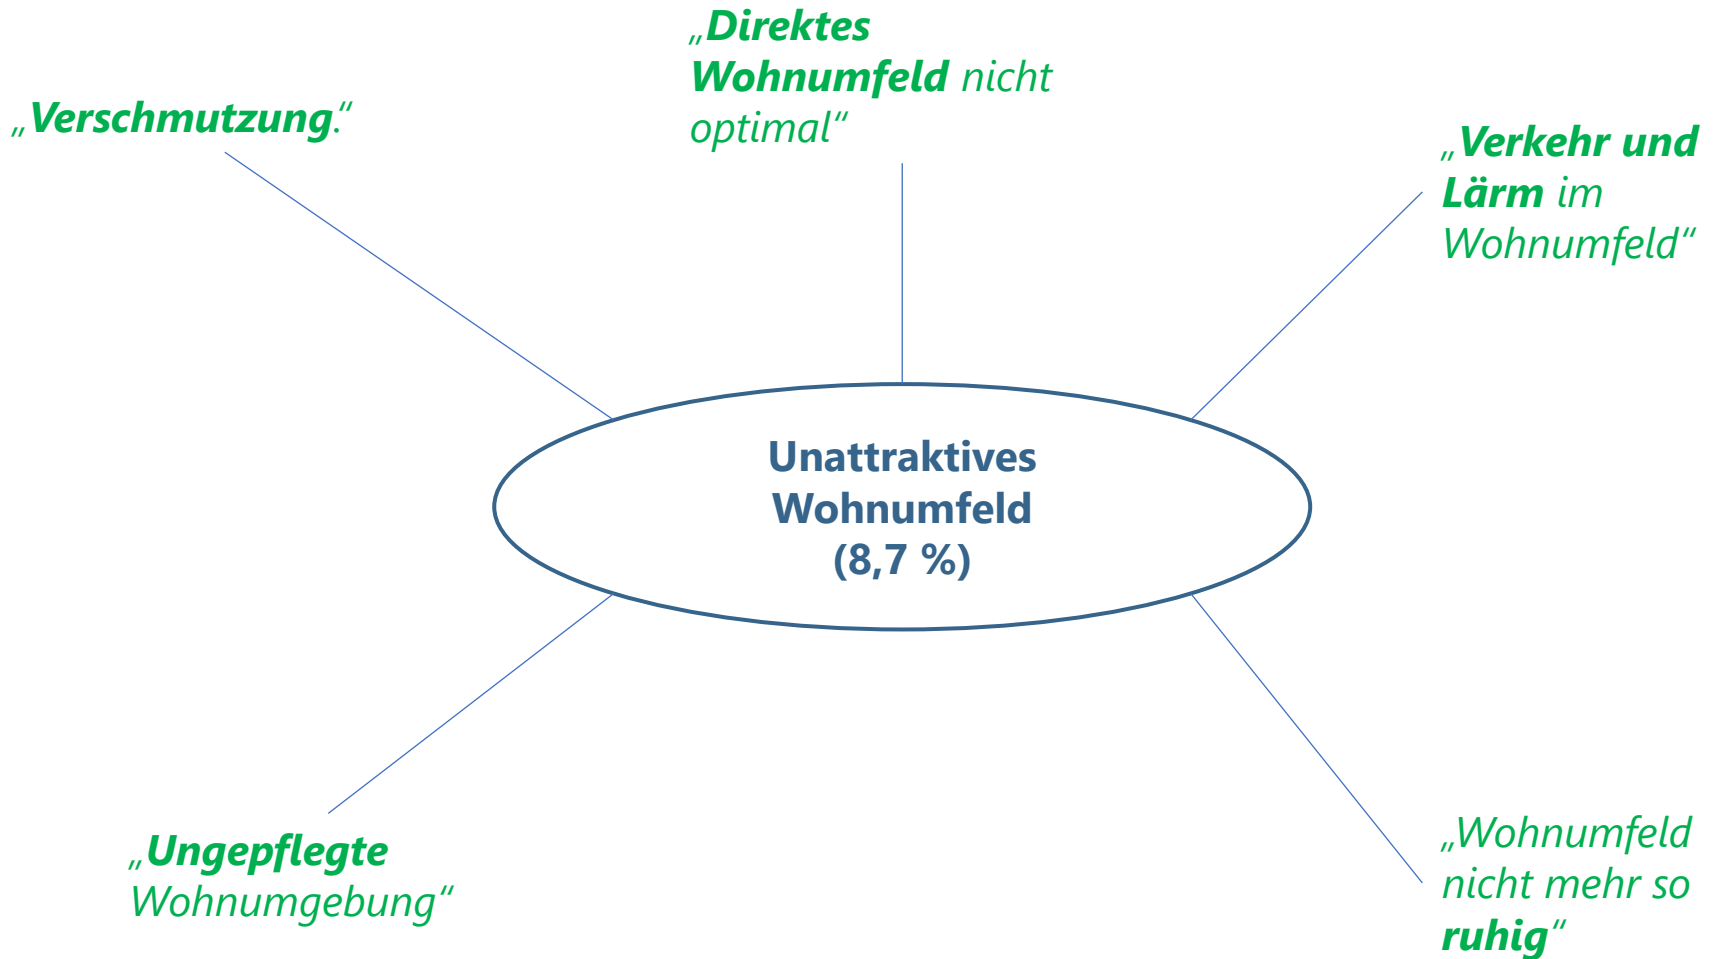 „Direktes
Wohnumfeld nicht
optimal“
„Verschmutzung.“
„Verkehr und
Lärm im
Wohnumfeld“
Unattraktives
Wohnumfeld
(8,7 %)
„Ungepflegte
Wohnumgebung“
„Wohnumfeld
nicht mehr so
ruhig“